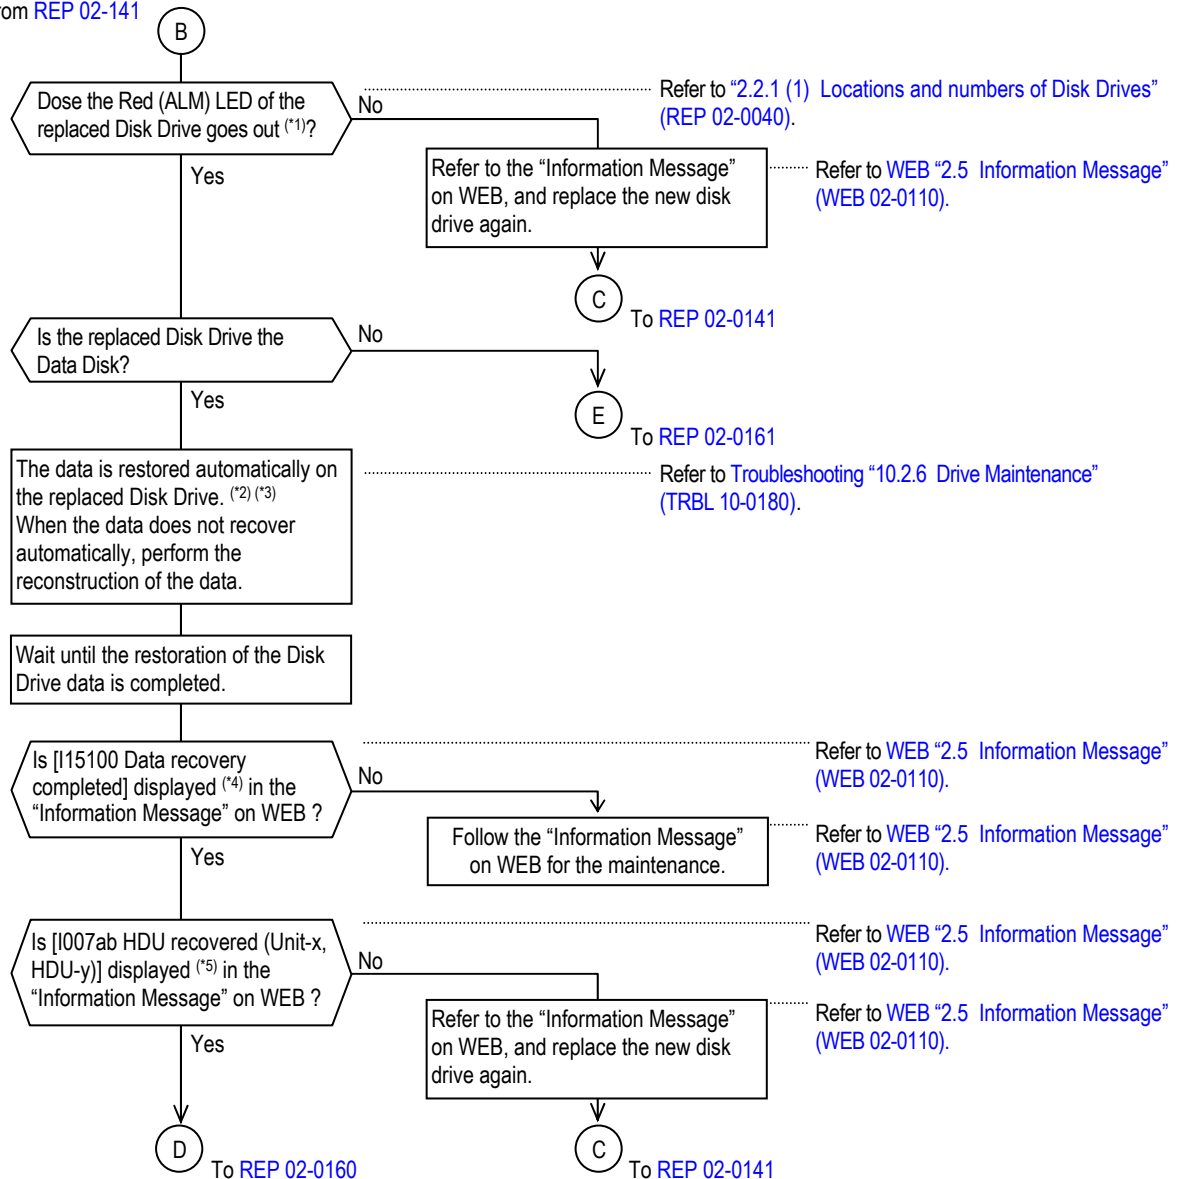 rom REP 02-141
B
Dose the Red (ALM) LED of the
replaced Disk Drive goes out (*1)?
No
Refer to “2.2.1 (1) Locations and numbers of Disk Drives”
(REP 02-0040).
Yes
Refer to the “Information Message”
on WEB, and replace the new disk
drive again.
Refer to WEB “2.5 Information Message”
(WEB 02-0110).
C
To REP 02-0141
Is the replaced Disk Drive the
Data Disk?
No
Yes
E
To REP 02-0161
The data is restored automatically on
the replaced Disk Drive. (*2) (*3)
When the data does not recover
automatically, perform the
reconstruction of the data.
Refer to Troubleshooting “10.2.6 Drive Maintenance”
(TRBL 10-0180).
Wait until the restoration of the Disk
Drive data is completed.
Is [I15100 Data recovery
completed] displayed (*4) in the
“Information Message” on WEB ?
No
Refer to WEB “2.5 Information Message”
(WEB 02-0110).
Yes
Follow the “Information Message”
on WEB for the maintenance.
Refer to WEB “2.5 Information Message”
(WEB 02-0110).
Is [I007ab HDU recovered (Unit-x,
HDU-y)] displayed (*5) in the
“Information Message” on WEB ?
No
Refer to WEB “2.5 Information Message”
(WEB 02-0110).
Yes
Refer to the “Information Message”
on WEB, and replace the new disk
drive again.
Refer to WEB “2.5 Information Message”
(WEB 02-0110).
D
To REP 02-0160
C
To REP 02-0141